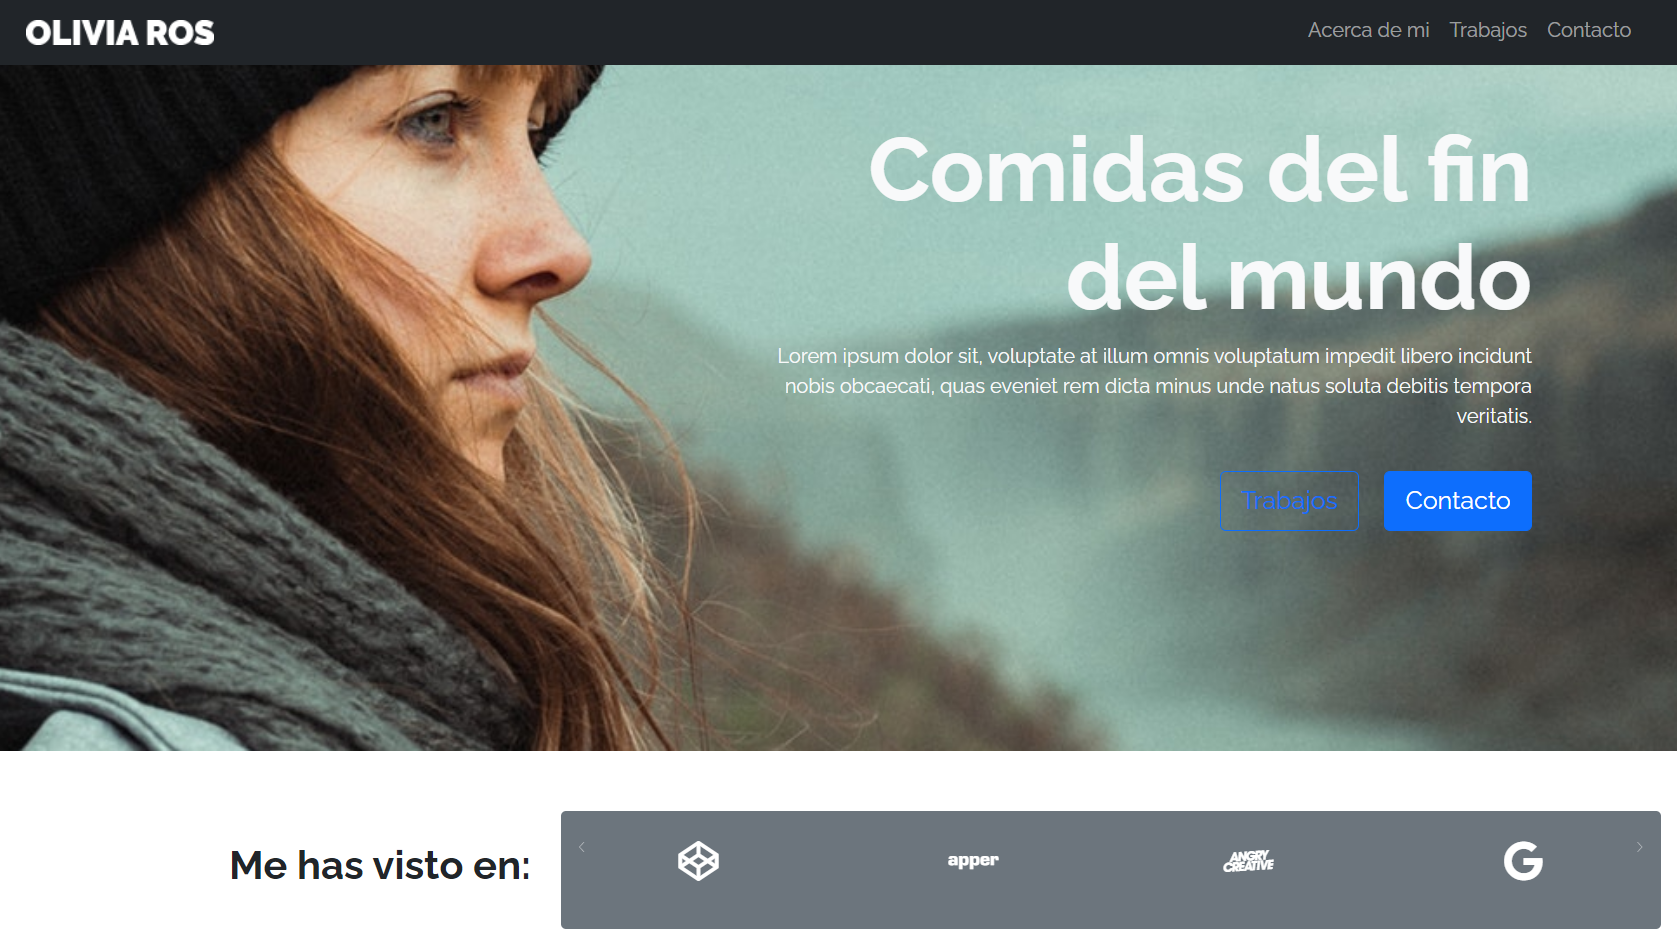 OLIVIA ROS
Acerca de mi Trabajos Contacto
Comidas del fin
del mundo
Lorem ipsum dolor sit, voluptate at illum omnis voluptatum impedit libero incidunt
nobis obcaecati, quas eveniet rem dicta minus unde natus soluta debitis tempora
veritatis.
Trabajos Contacto
Me has visto en:
apper
ANGRY
CREATIVE
G